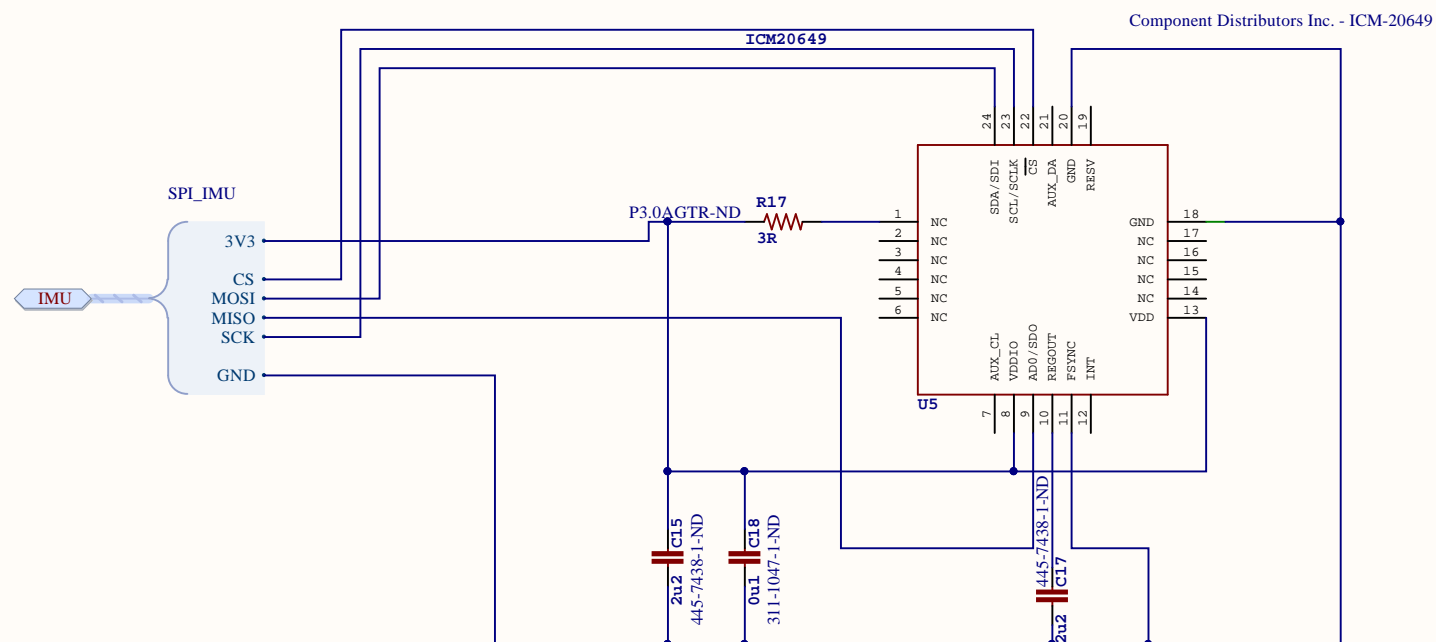 Component Distributors Inc. - ICM-20649
ICM20649
24
23
22
21
20
19
SDA/SDI
SCL/SCLK
CS
AUX_DA
GND
RESV
SPI_IMU
IMU
3V3
CS
MOSI
MISO
SCK
GND
P3.0AGTR-ND
R17
3R
1 NC
2 NC
3 NC
4 NC
5 NC
6 NC
GND 18
NC 17
NC 16
NC 15
NC 14
VDD 13
AUX_CL
VDDIO
AD0/SDO
REGOUT
FSYNC
INT
U5
7
8
9
10
11
12
C15
2u2
445-7438-1-ND
C18
0u1
311-1047-1-ND
445-7438-1-ND
C17
2u2